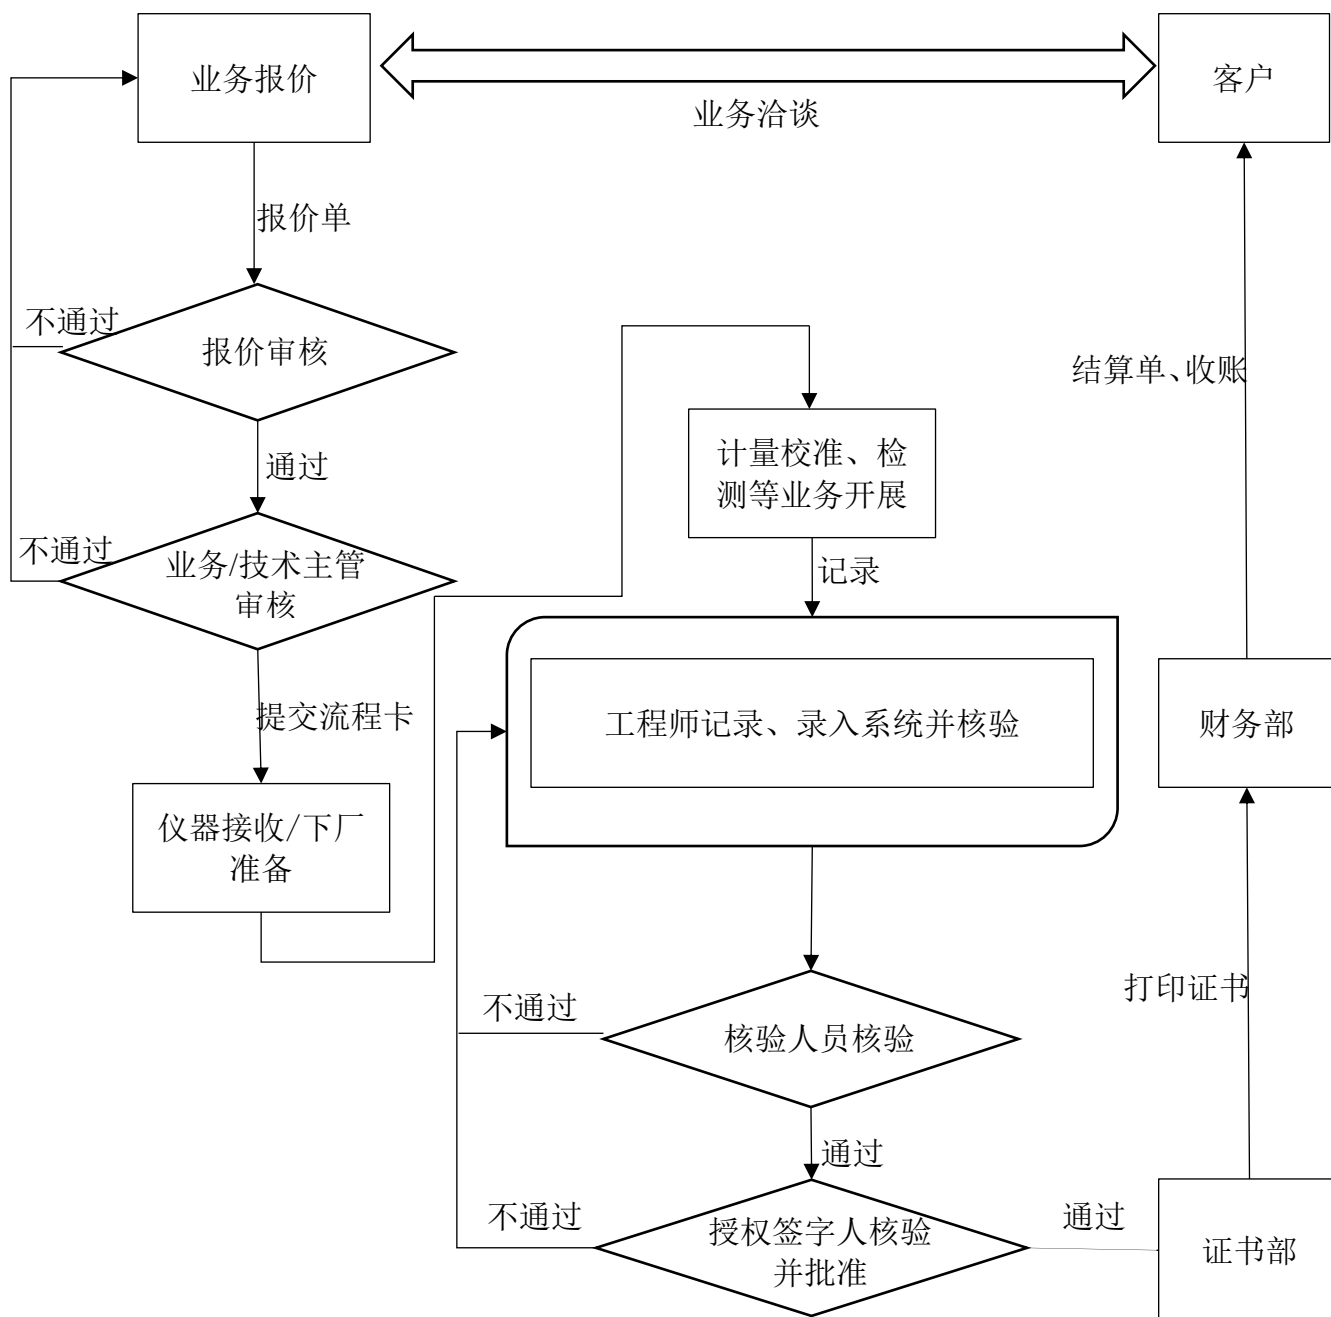 业务报价
客户
业务洽谈
报价单
不通过
报价审核
通过
不通过
业务/技术主管
审核
提交流程卡
仪器接收/下厂
准备
计量校准、检
测等业务开展
记录
工程师记录、录入系统并核验
不通过
核验人员核验
通过
不通过
授权签字人核验
并批准
通过
证书部
打印证书
财务部
结算单、收账